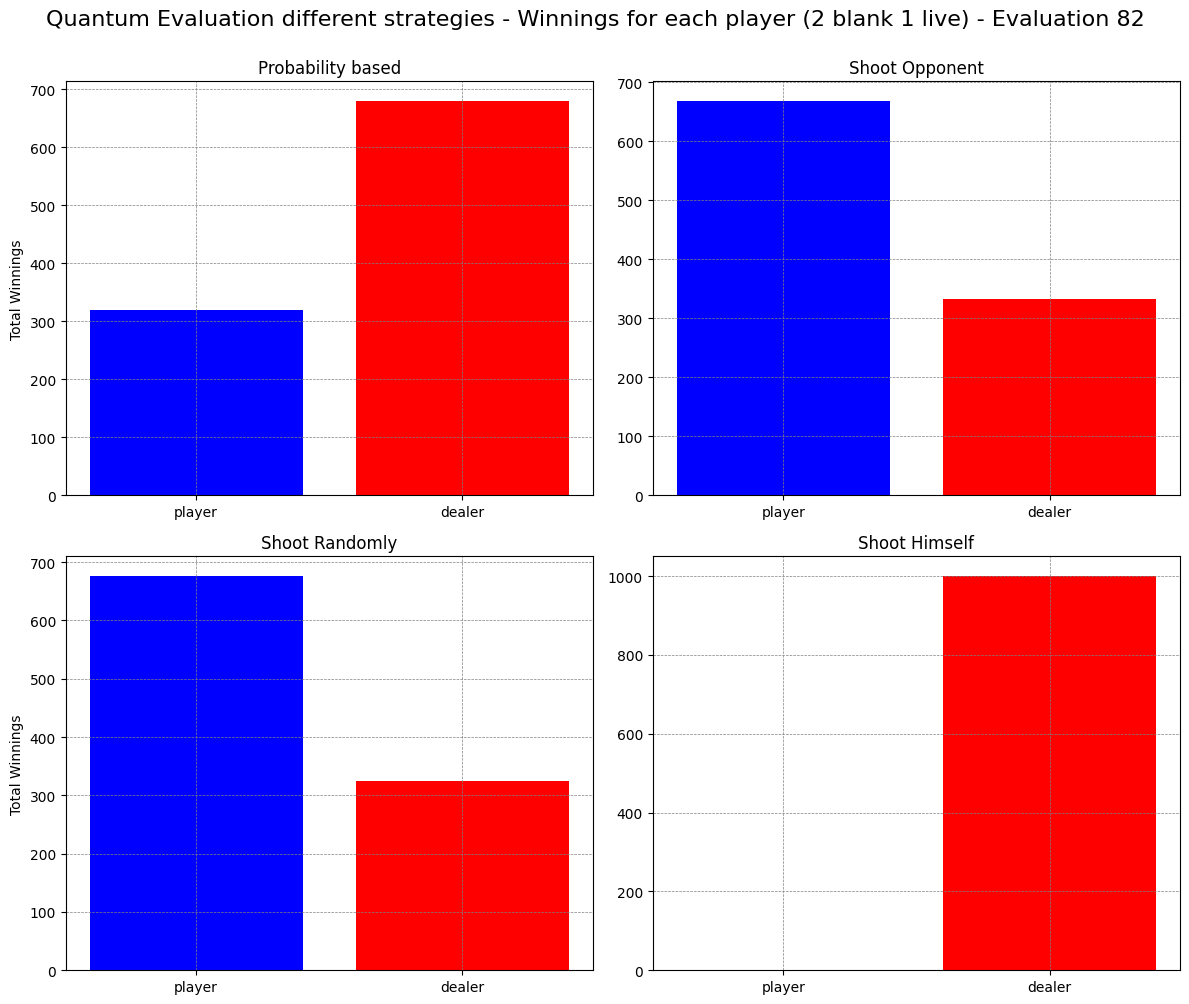 Quantum Evaluation different strategies - Winnings for each player (2 blank 1 live) - Evaluation 82
Probability based
Total Winnings
700
600
500
400
300
200
100
0
player dealer
Shoot Opponent
700
600
500
400
300
200
100
0
player dealer
Shoot Randomly
Total Winnings
700
600
500
400
300
200
100
0
player dealer
Shoot Himself
1000
800
600
400
200
0
player dealer